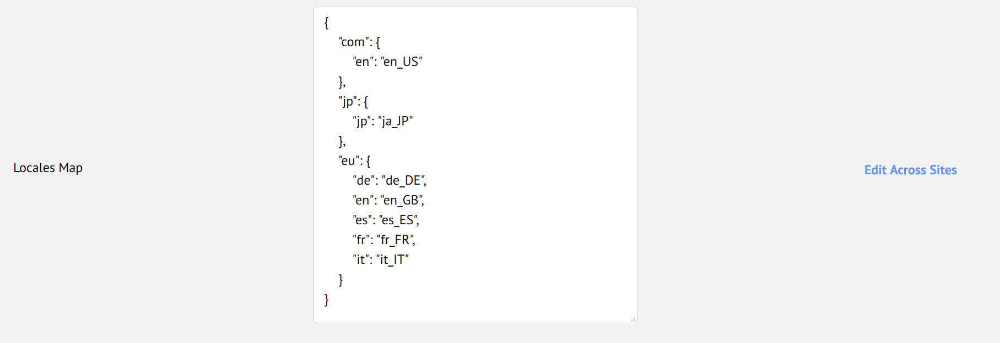 Locales Map
{
"com": {
"en": "en_US"
},
"jp": {
"jp": "ja_JP"
},
"eu": {
"de": "de_DE",
"en": "en_GB",
"es": "es_ES",
"fr": "fr_FR",
"it": "it_IT"
}
}
Edit Across Sites